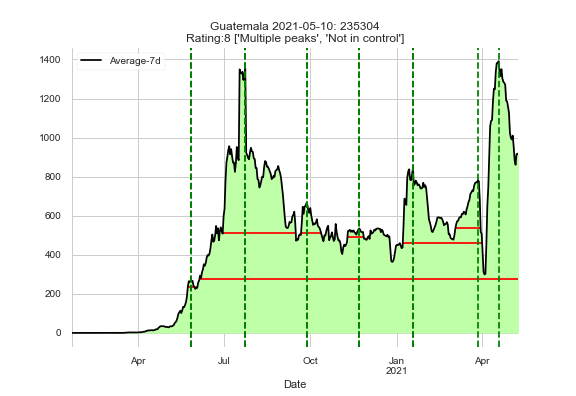 Guatemala 2021-05-10: 235304
Rating:8 ['Multiple peaks', 'Not in control']
Average-7d
1400
1200
1000
800
600
400
200
0
Apr
Jul
Oct
Jan
2021
Apr
Date